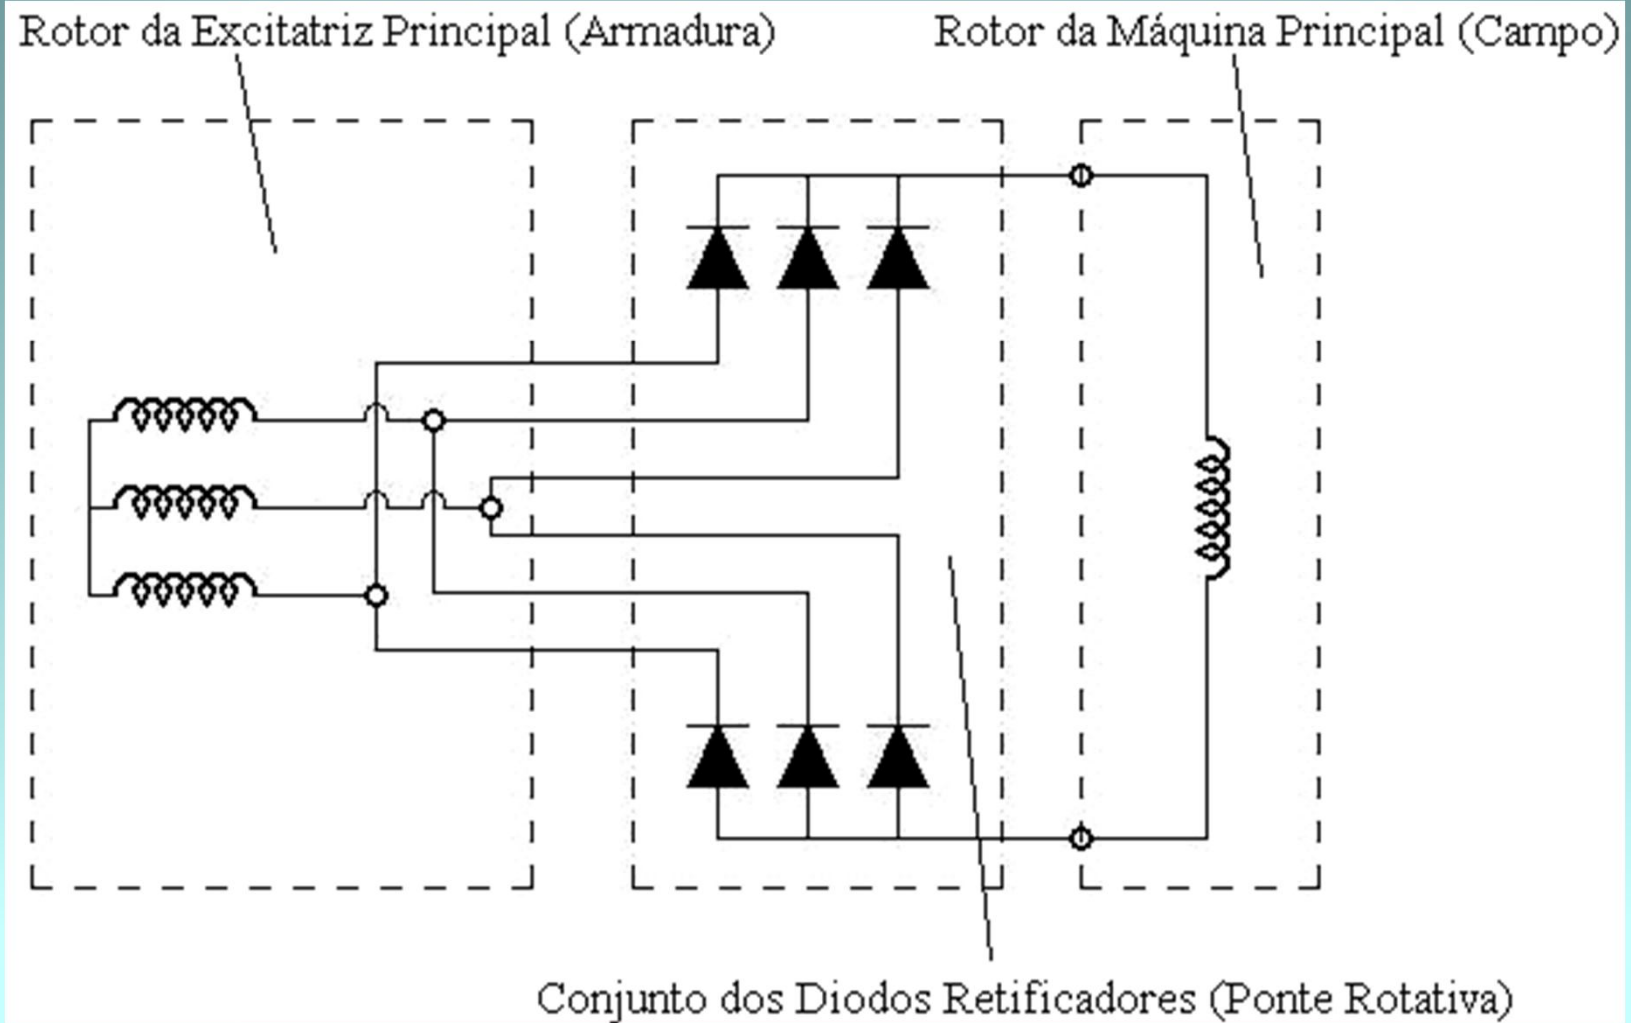 Rotor da Excitatriz Principal (Armadura)
Rotor da Máquina Principal (Campo)
Conjunto dos Diodos Retificadores (Ponte Rotativa)